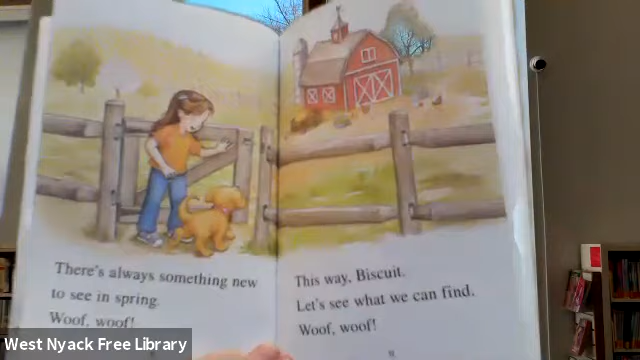 There's always something new
to see in spring.
Woof, woof!
This way, Biscuit.
Let's see what we can find.
Woof, woof!
West Nyack Free Library